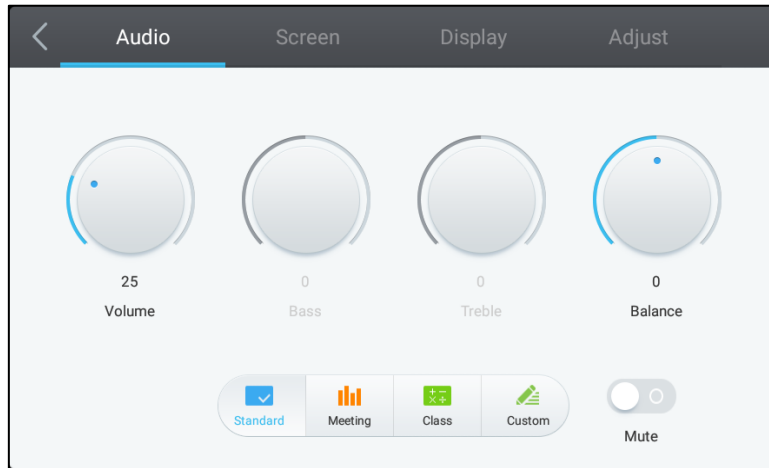 Audio Screen Display Adjust
25 0 0 0
Volume Bass Treble Balance
Standard Meeting Class Custom
Mute